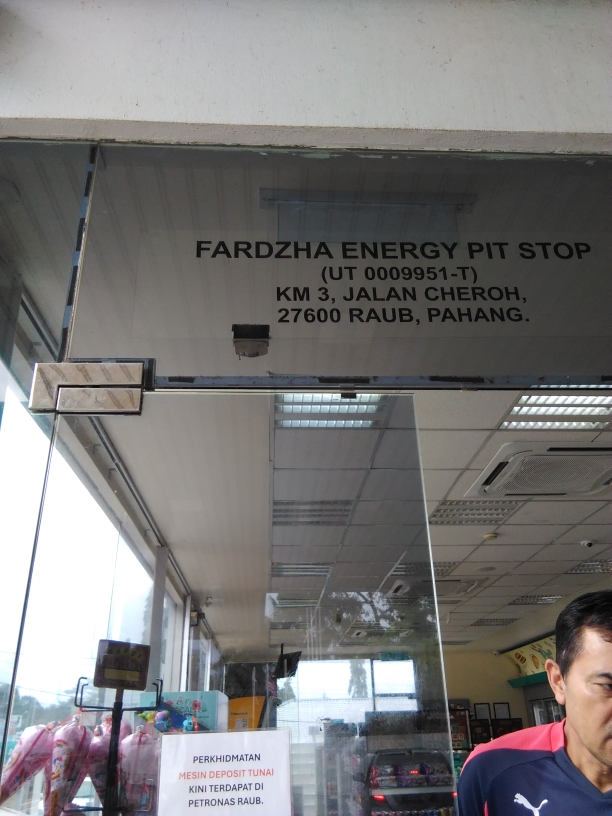 FARDZHA ENERGY PIT STOP
(UT 0009951-T)
KM 3, JALAN CHEROH,
27600 RAUB, PAHANG.
PERKHIDMATAN
MESIN DEPOSIT TUNAI
KINI TERDAPAT DI
PETRONAS RAUB.